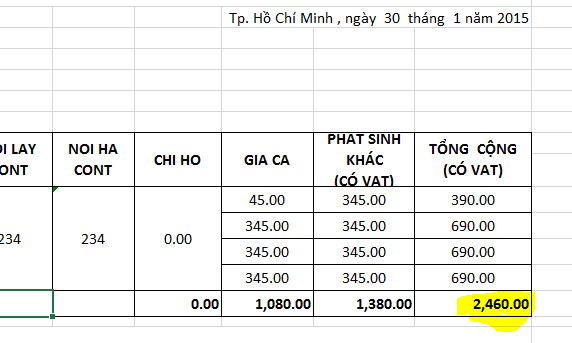 Tp. Hồ Chí Minh , ngày 30 tháng 1 năm 2015
LAY NOI HA CHI HO GIA CA PHAT SINH KHÁC (CÓ VAT) TỔNG CỘNG (CÓ VAT)
CONT
45.00 345.00 390.00
345.00 345.00 690.00
234 234 0.00
345.00 345.00 690.00
345.00 345.00 690.00
0.00 1,080.00 1,380.00 2,460.00